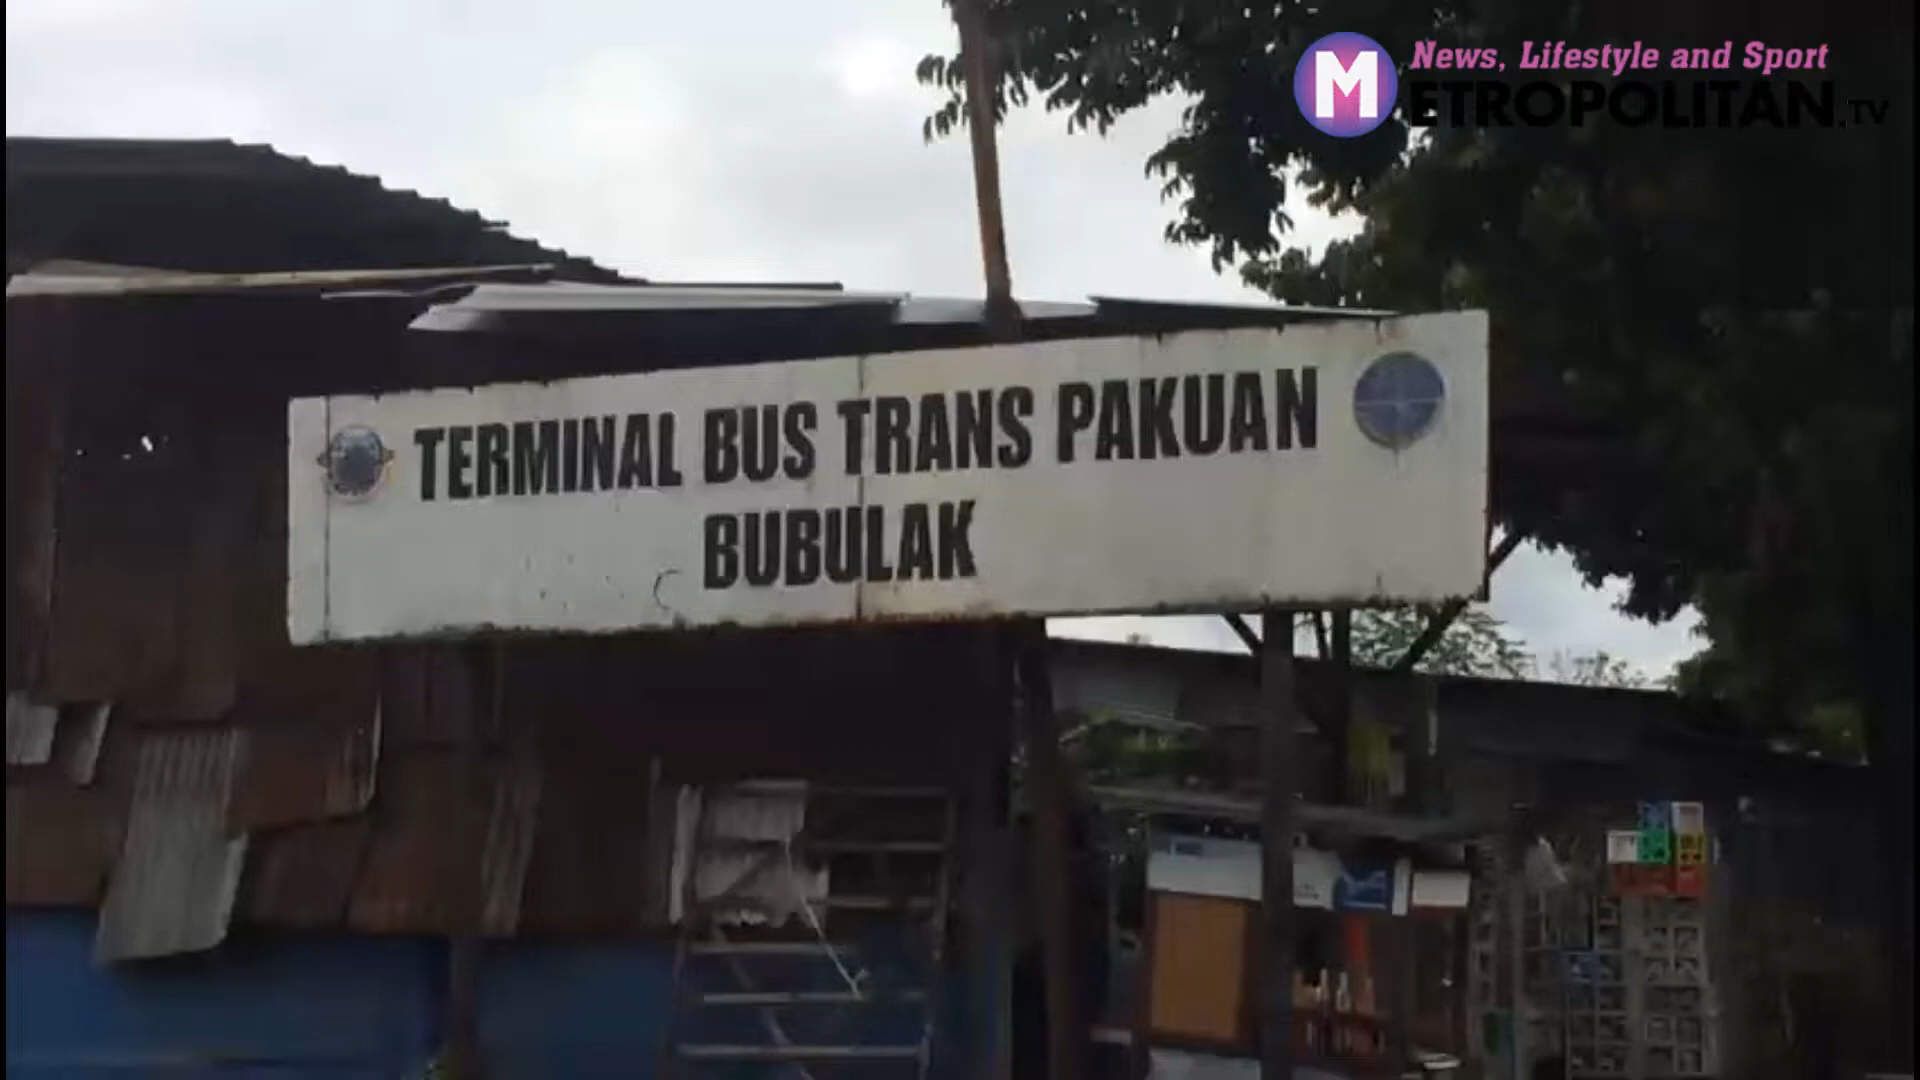 News, Lifestyle and Sport
METROPOLITAN.TV
TERMINAL BUS TRANS PAKUAN
BUBULAK